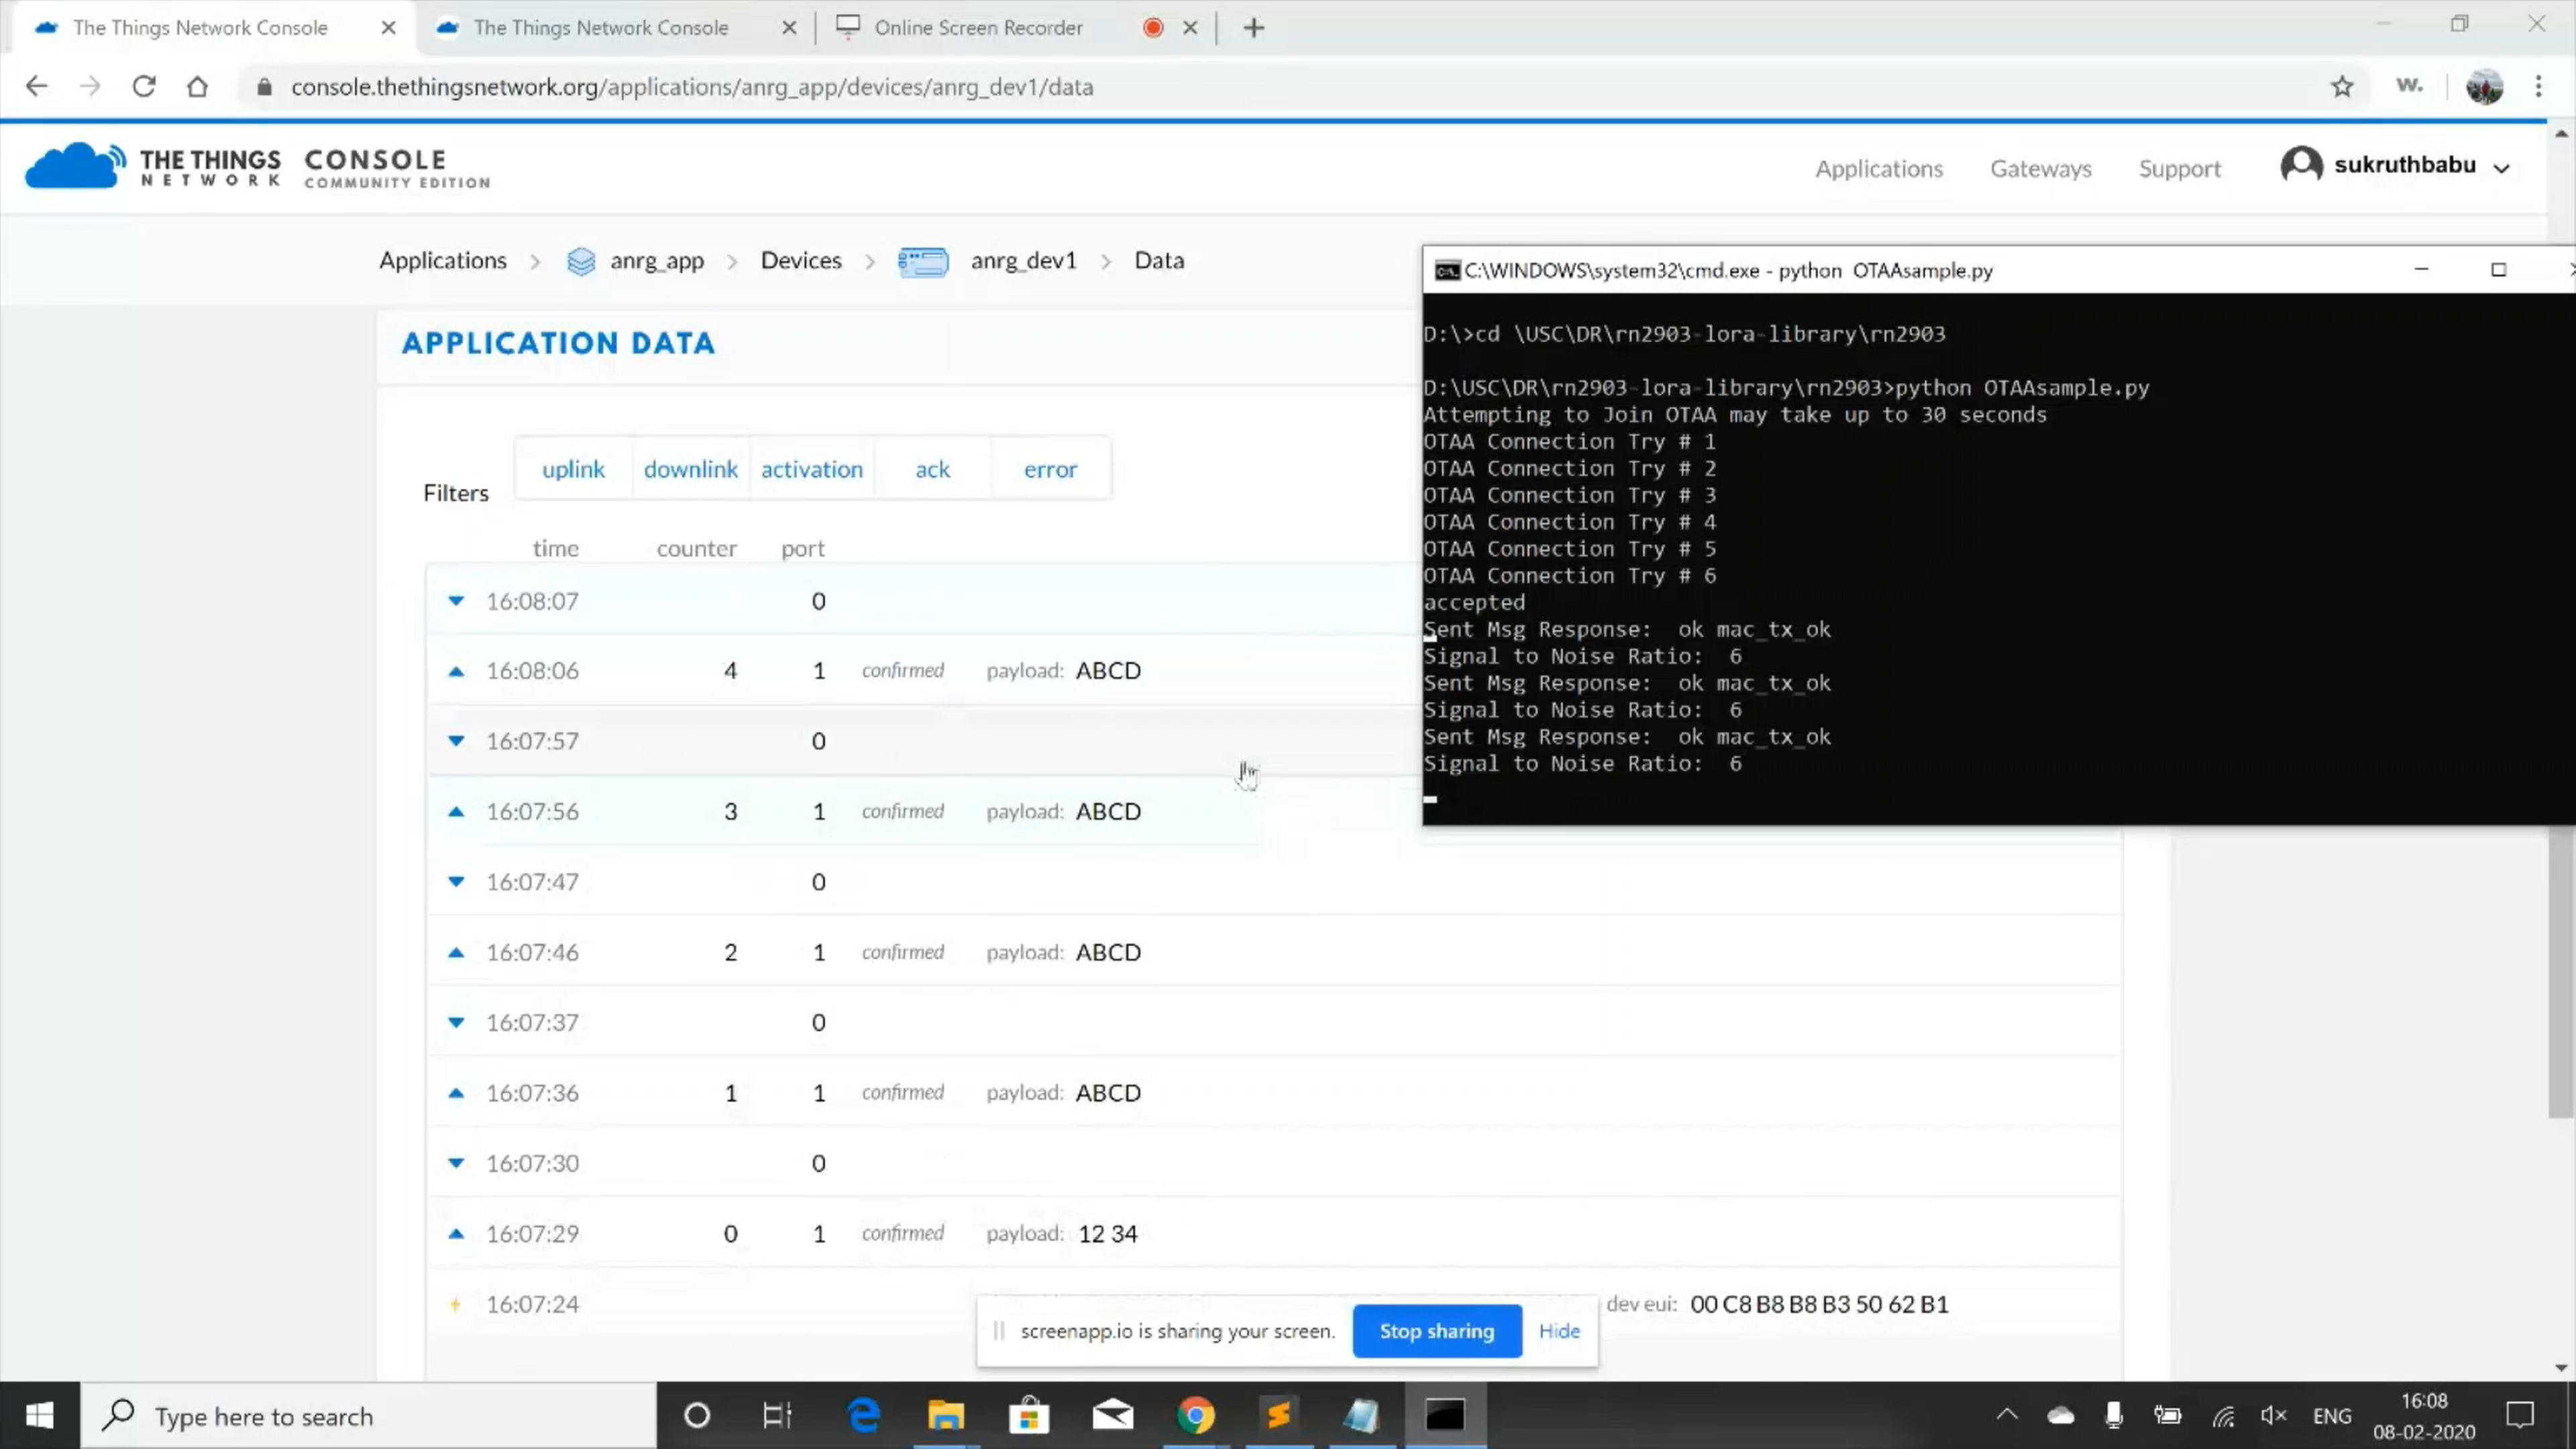 The Things Network Console
The Things Network Console
Online Screen Recorder
console.thethingsnetwork.org/applications/anrg_app/devices/anrg_dev1/data
W.
THE THINGS NETWORK
CONSOLE COMMUNITY EDITION
Applications
Gateways
Support
sukruthbabu
Applications > anrg_app > Devices > anrg_dev1 > Data
APPLICATION DATA
Filters
uplink downlink activation ack error
time counter port
16:08:07 0
16:08:06 4 1 confirmed payload: ABCD
16:07:57 0
16:07:56 3 1 confirmed payload: ABCD
16:07:47 0
16:07:46 2 1 confirmed payload: ABCD
16:07:37 0
16:07:36 1 1 confirmed payload: ABCD
16:07:30 0
16:07:29 0 1 confirmed payload: 12 34
16:07:24 dev eui: 00 C8 B8 B8 B3 50 62 B1
C:\WINDOWS\system32\cmd.exe - python OTAAsample.py
D:\>cd \USC\DR\rn2903-lora-library\rn2903
D:\USC\DR\rn2903-lora-library\rn2903>python OTAAsample.py
Attempting to Join OTAA may take up to 30 seconds
OTAA Connection Try # 1
OTAA Connection Try # 2
OTAA Connection Try # 3
OTAA Connection Try # 4
OTAA Connection Try # 5
OTAA Connection Try # 6
accepted
Sent Msg Response: ok mac_tx_ok
Signal to Noise Ratio: 6
Sent Msg Response: ok mac_tx_ok
Signal to Noise Ratio: 6
Sent Msg Response: ok mac_tx_ok
Signal to Noise Ratio: 6
screenapp.io is sharing your screen.
Stop sharing
Hide
Type here to search
ENG
16:08
08-02-2020